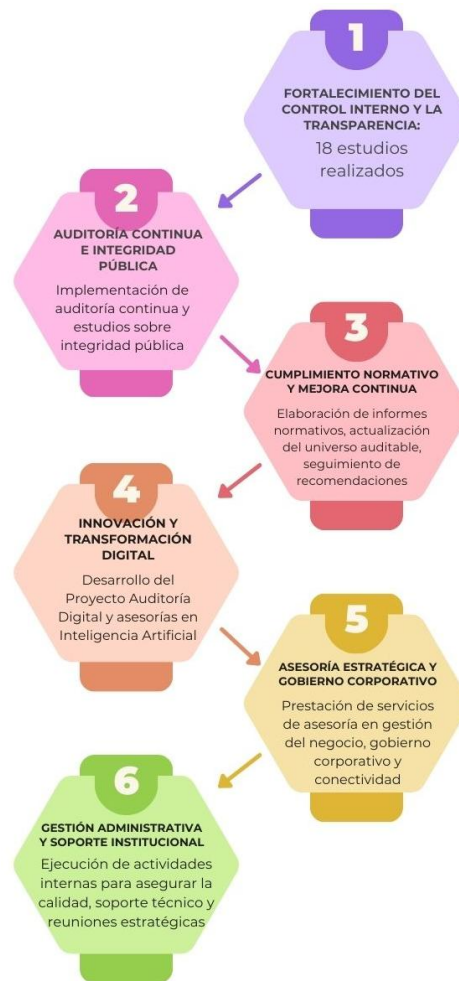 1
FORTALECIMIENTO DEL
CONTROL INTERNO Y LA
TRANSPARENCIA:
18 estudios
realizados
2
AUDITORÍA CONTINUA
E INTEGRIDAD
PÚBLICA
Implementación de
auditoría continua y
estudios sobre
integridad pública
3
CUMPLIMIENTO NORMATIVO
Y MEJORA CONTINUA
Elaboración de informes
normativos, actualización
del universo auditable,
seguimiento de
recomendaciones
4
INNOVACIÓN Y
TRANSFORMACIÓN
DIGITAL
Desarrollo del
Proyecto Auditoría
Digital y asesorías en
Inteligencia Artificial
5
ASESORÍA ESTRATÉGICA Y
GOBIERNO CORPORATIVO
Prestación de servicios
de asesoría en gestión
del negocio, gobierno
corporativo y
conectividad
6
GESTIÓN ADMINISTRATIVA
Y SOPORTE INSTITUCIONAL
Ejecución de actividades
internas para asegurar la
calidad, soporte técnico y
reuniones estratégicas